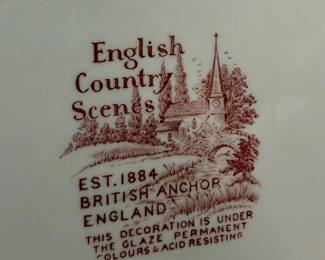 English
Country
Scenes
EST. 1884
BRITISH ANCHOR
ENGLAND
THIS DECORATION IS UNDER
THE GLAZE PERMANENT
COLOURS & ACID RESISTING